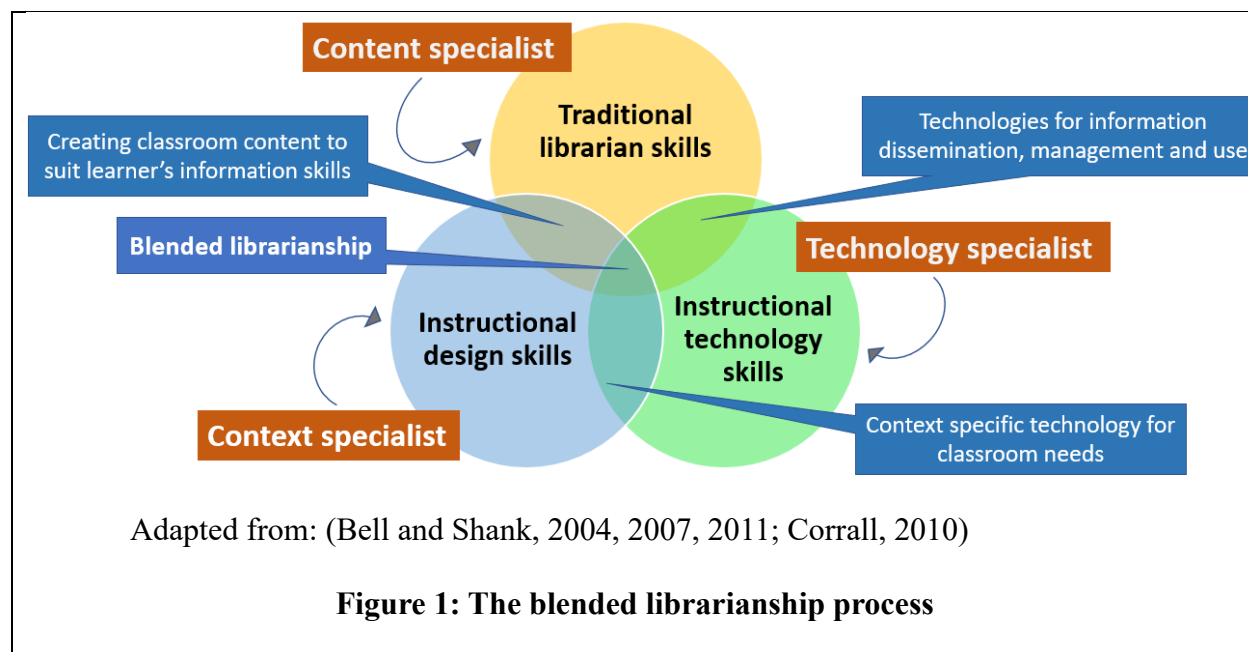 Content specialist
Traditional
librarian skills
Creating classroom content to
suit learner's information skills
Technologies for information
dissemination, management and use
Blended librarianship
Technology specialist
Instructional
design skills
Instructional
technology
skills
Context specialist
Context specific technology for
classroom needs
Adapted from: (Bell and Shank, 2004, 2007, 2011; Corrall, 2010)
Figure 1: The blended librarianship process